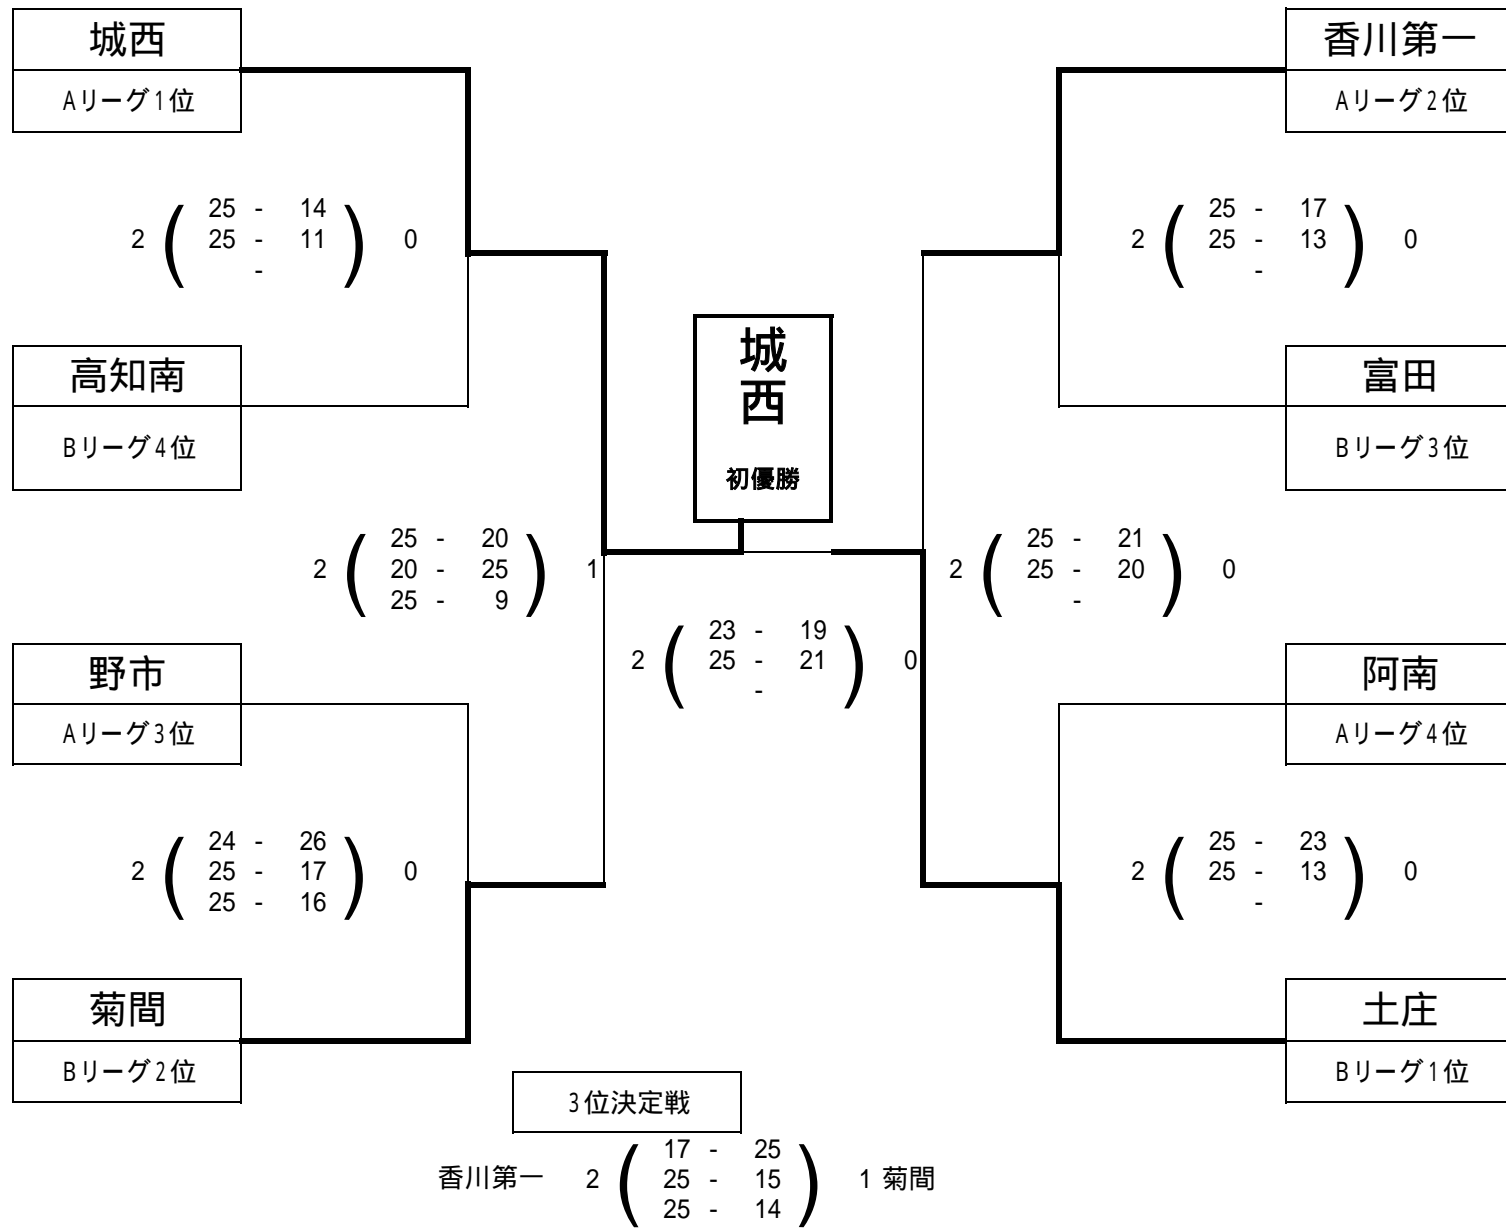 城西
Aリーグ1位
香川第一
Aリーグ2位
25 - 14
2 ( 25 - 11 ) 0
-
25 - 17
2 ( 25 - 13 ) 0
-
高知南
Bリーグ4位
城西
初優勝
富田
Bリーグ3位
25 - 20
2 ( 20 - 25 ) 1
25 - 9
25 - 21
2 ( 25 - 20 ) 0
-
23 - 19
2 ( 25 - 21 ) 0
-
野市
Aリーグ3位
阿南
Aリーグ4位
24 - 26
2 ( 25 - 17 ) 0
25 - 16
25 - 23
2 ( 25 - 13 ) 0
-
菊間
Bリーグ2位
土庄
Bリーグ1位
3位決定戦
17 - 25
香川第一 2 ( 25 - 15 ) 1 菊間
25 - 14